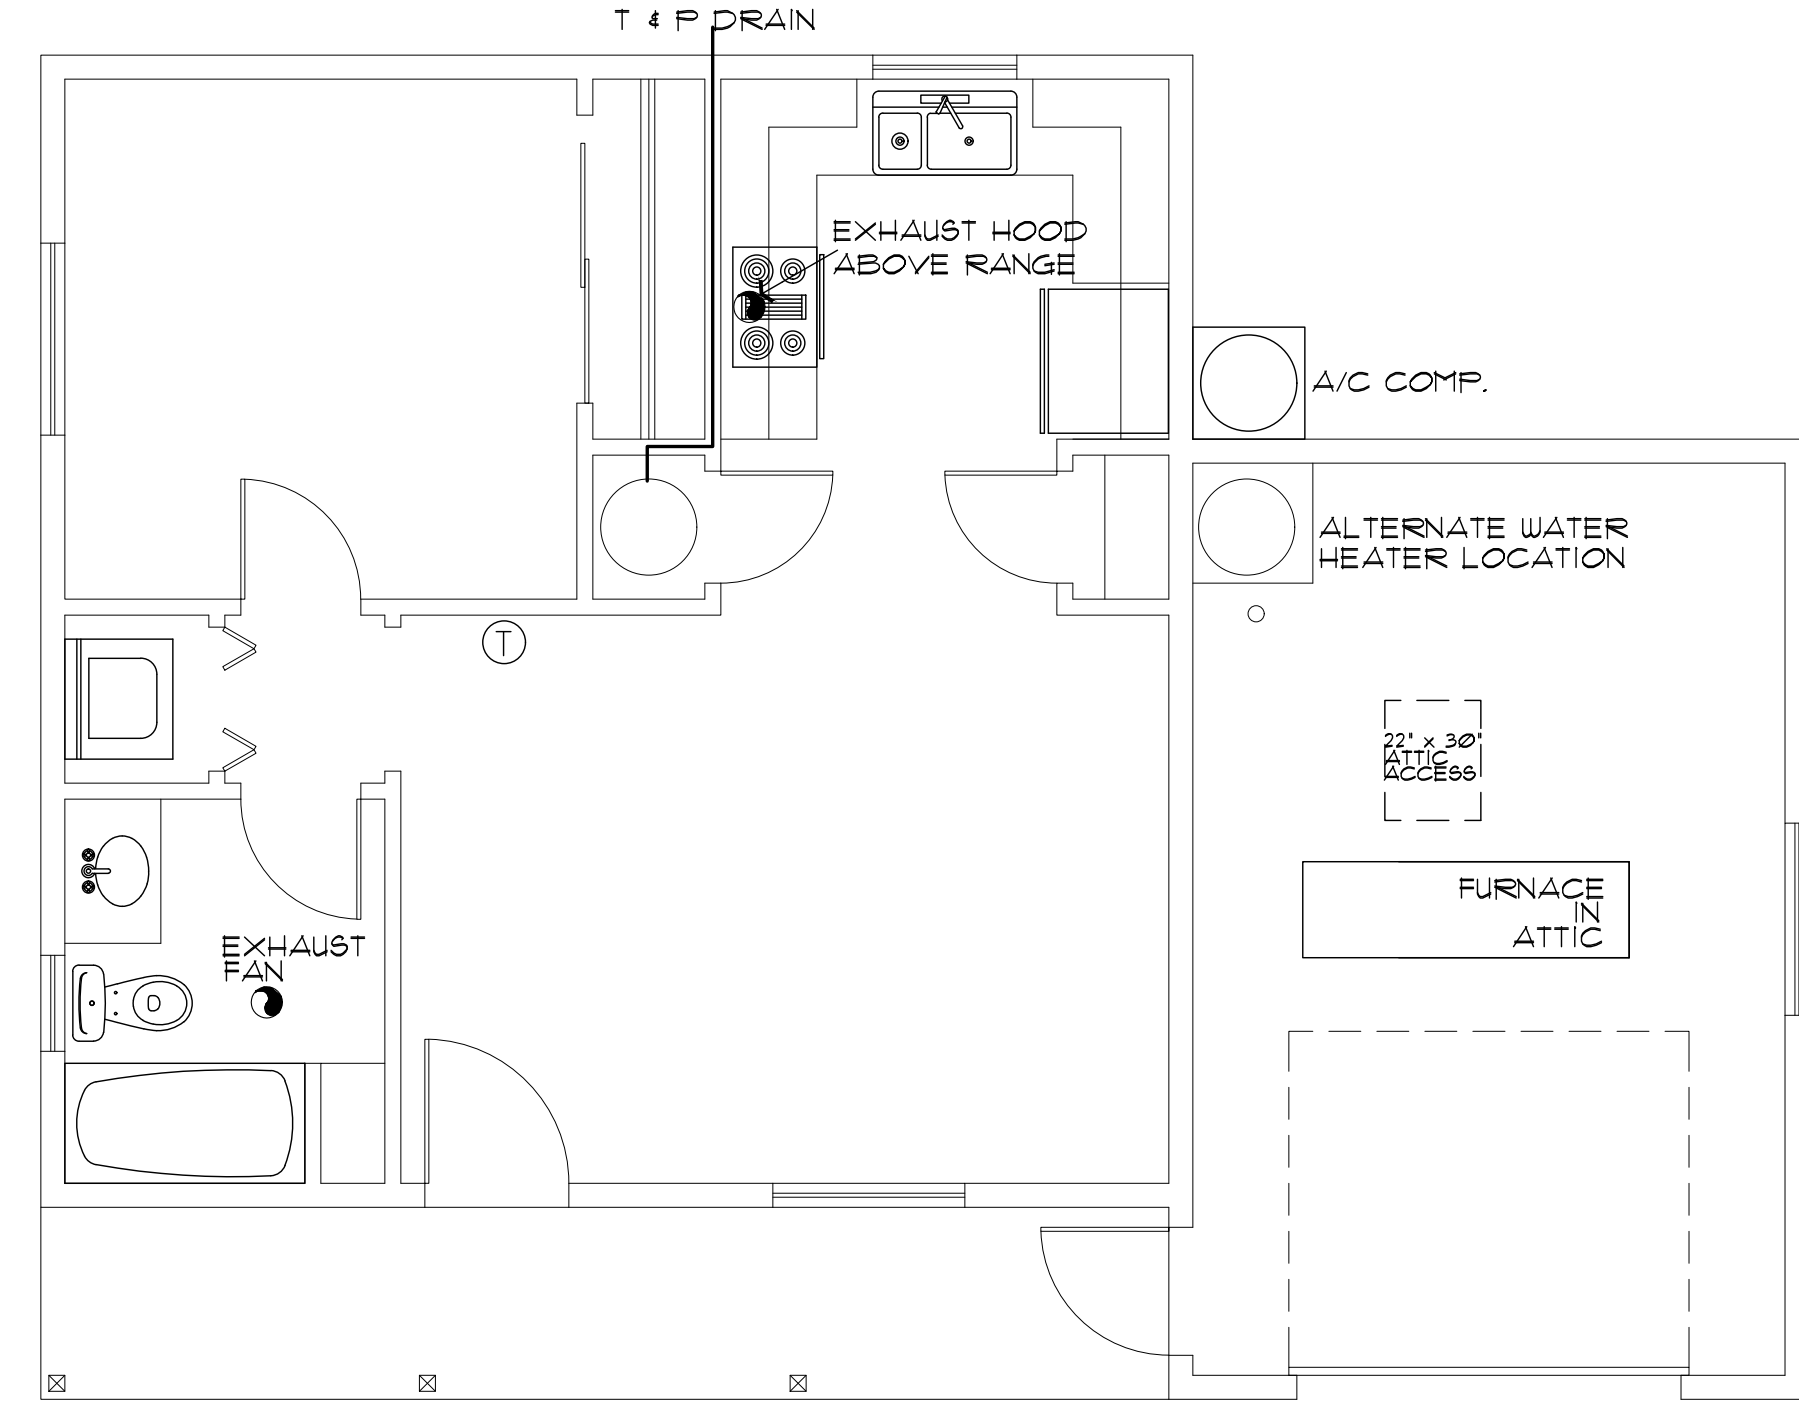 T & P DRAIN
EXHAUST HOOD
ABOVE RANGE
A/C COMP.
ALTERNATE WATER
HEATER LOCATION
T
22" x 30"
ATTIC
ACCESS
FURNACE
IN
ATTIC
EXHAUST
FAN